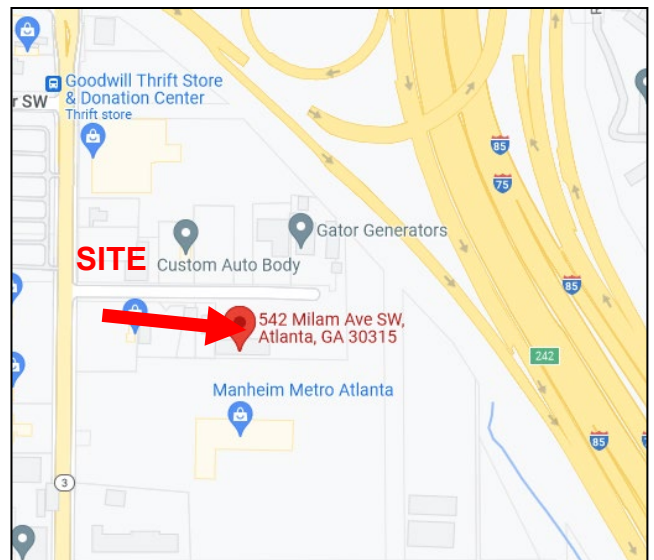 Goodwill Thrift Store
& Donation Center
Thrift store
r SW
85
75
Gator Generators
SITE
Custom Auto Body
85
542 Milam Ave SW,
Atlanta, GA 30315
242
Manheim Metro Atlanta
85
3